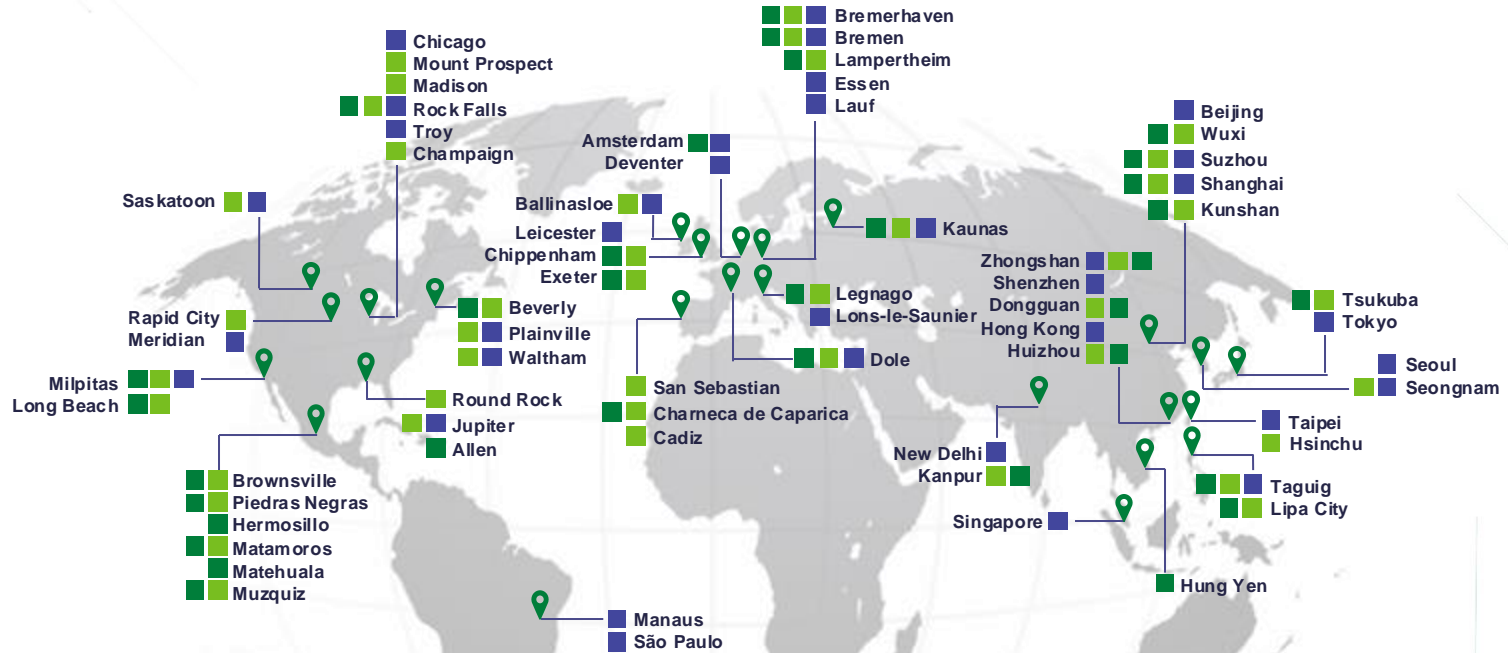 Bremerhaven
Bremen
Lampertheim
Essen
Lauf
Chicago
Mount Prospect
Madison
Rock Falls
Troy
Champaign
Amsterdam
Deventer
Beijing
Wuxi
Suzhou
Shanghai
Kunshan
Saskatoon
Ballinasloe
Leicester
Chippenham
Exeter
Kaunas
Zhongshan
Shenzhen
Dongguan
Hong Kong
Huizhou
Legnago
Lons-le-Saunier
Tsukuba
Tokyo
Rapid City
Meridian
Beverly
Plainville
Waltham
Dole
Seoul
Seongnam
Milpitas
Long Beach
Round Rock
Jupiter
Allen
San Sebastian
Charneca de Caparica
Cadiz
Taipei
Hsinchu
New Delhi
Kanpur
Brownsville
Piedras Negras
Hermosillo
Matamoros
Matehuala
Muzquiz
Taguig
Lipa City
Singapore
Hung Yen
Manaus
São Paulo